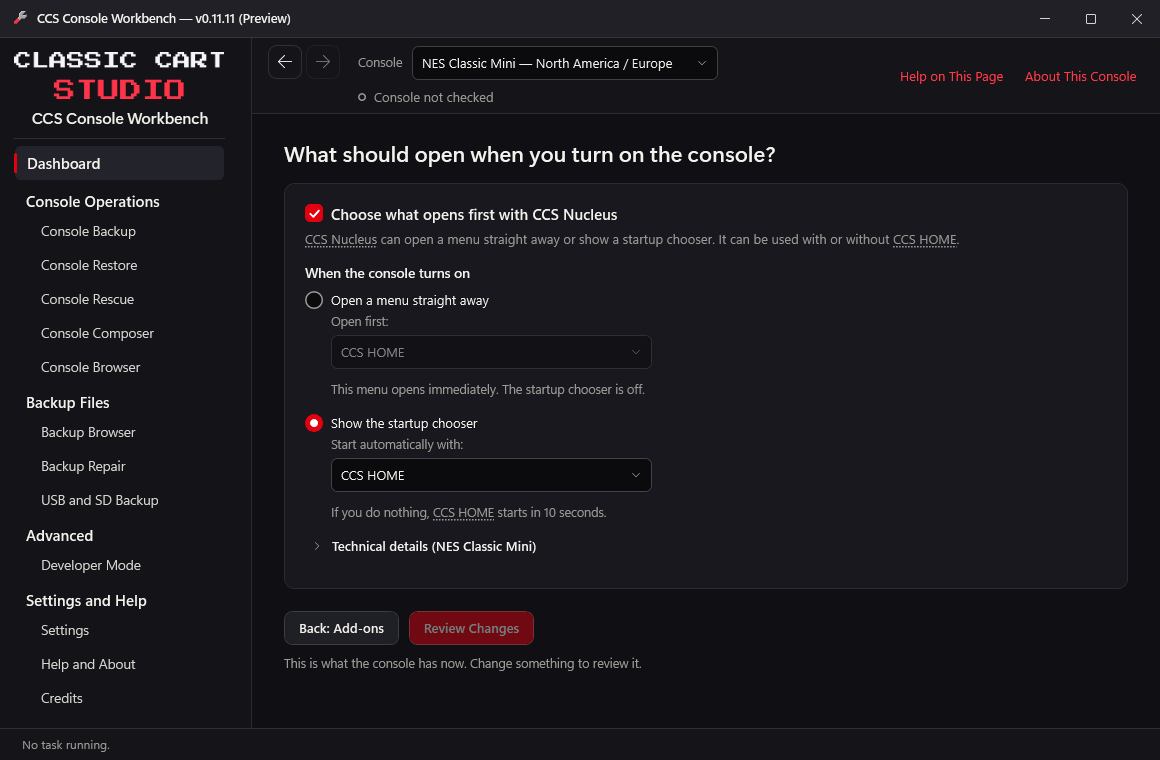 CCS Console Workbench — v0.11.11 (Preview)
CLASSIC CART
STUDIO
CCS Console Workbench
Dashboard
Console Operations
Console Backup
Console Restore
Console Rescue
Console Composer
Console Browser
Backup Files
Backup Browser
Backup Repair
USB and SD Backup
Advanced
Developer Mode
Settings and Help
Settings
Help and About
Credits
Console
NES Classic Mini — North America / Europe
Console not checked
Help on This Page
About This Console
What should open when you turn on the console?
Choose what opens first with CCS Nucleus
CCS Nucleus can open a menu straight away or show a startup chooser. It can be used with or without CCS HOME.
When the console turns on
Open a menu straight away
Open first:
CCS HOME
This menu opens immediately. The startup chooser is off.
Show the startup chooser
Start automatically with:
CCS HOME
If you do nothing, CCS HOME starts in 10 seconds.
Technical details (NES Classic Mini)
Back: Add-ons
Review Changes
This is what the console has now. Change something to review it.
No task running.